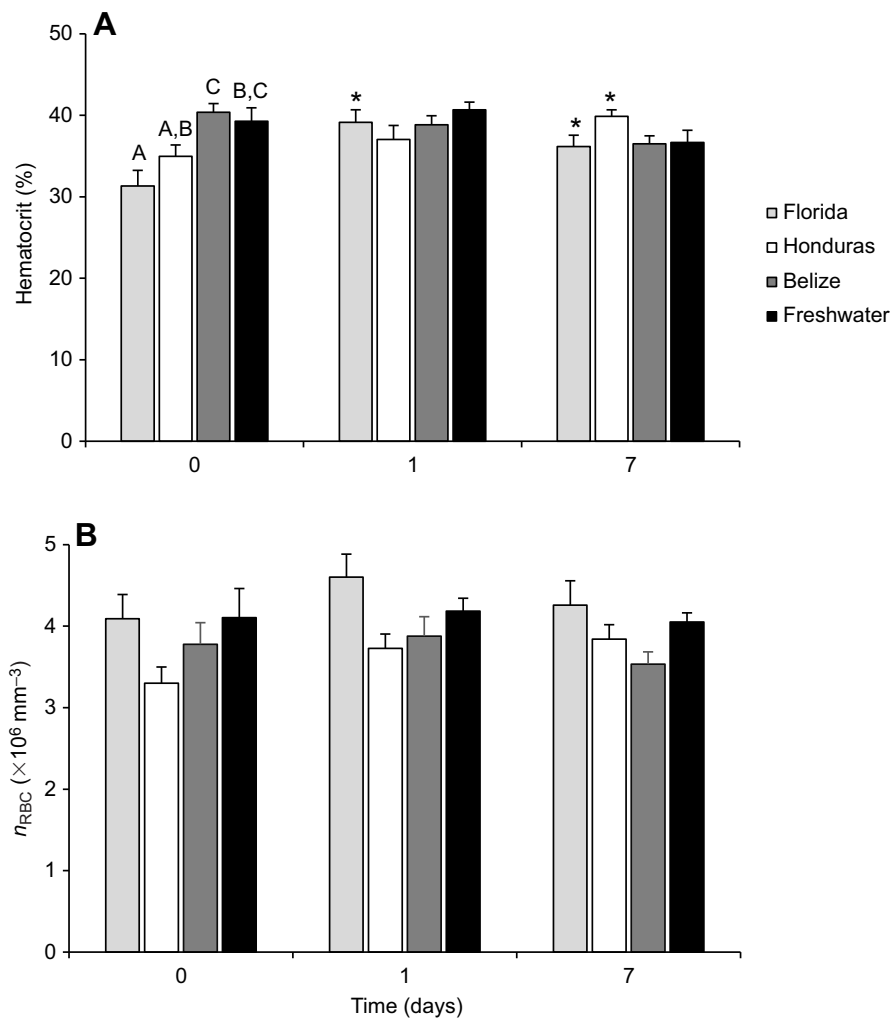 A
50
40
30
20
10
0
Hematocrit (%)
A
A,B
C
B,C
*
*
*
0 1 7
Florida
Honduras
Belize
Freshwater
B
5
4
3
2
1
0
nRBC (×10⁶ mm⁻³)
0 1 7
Time (days)